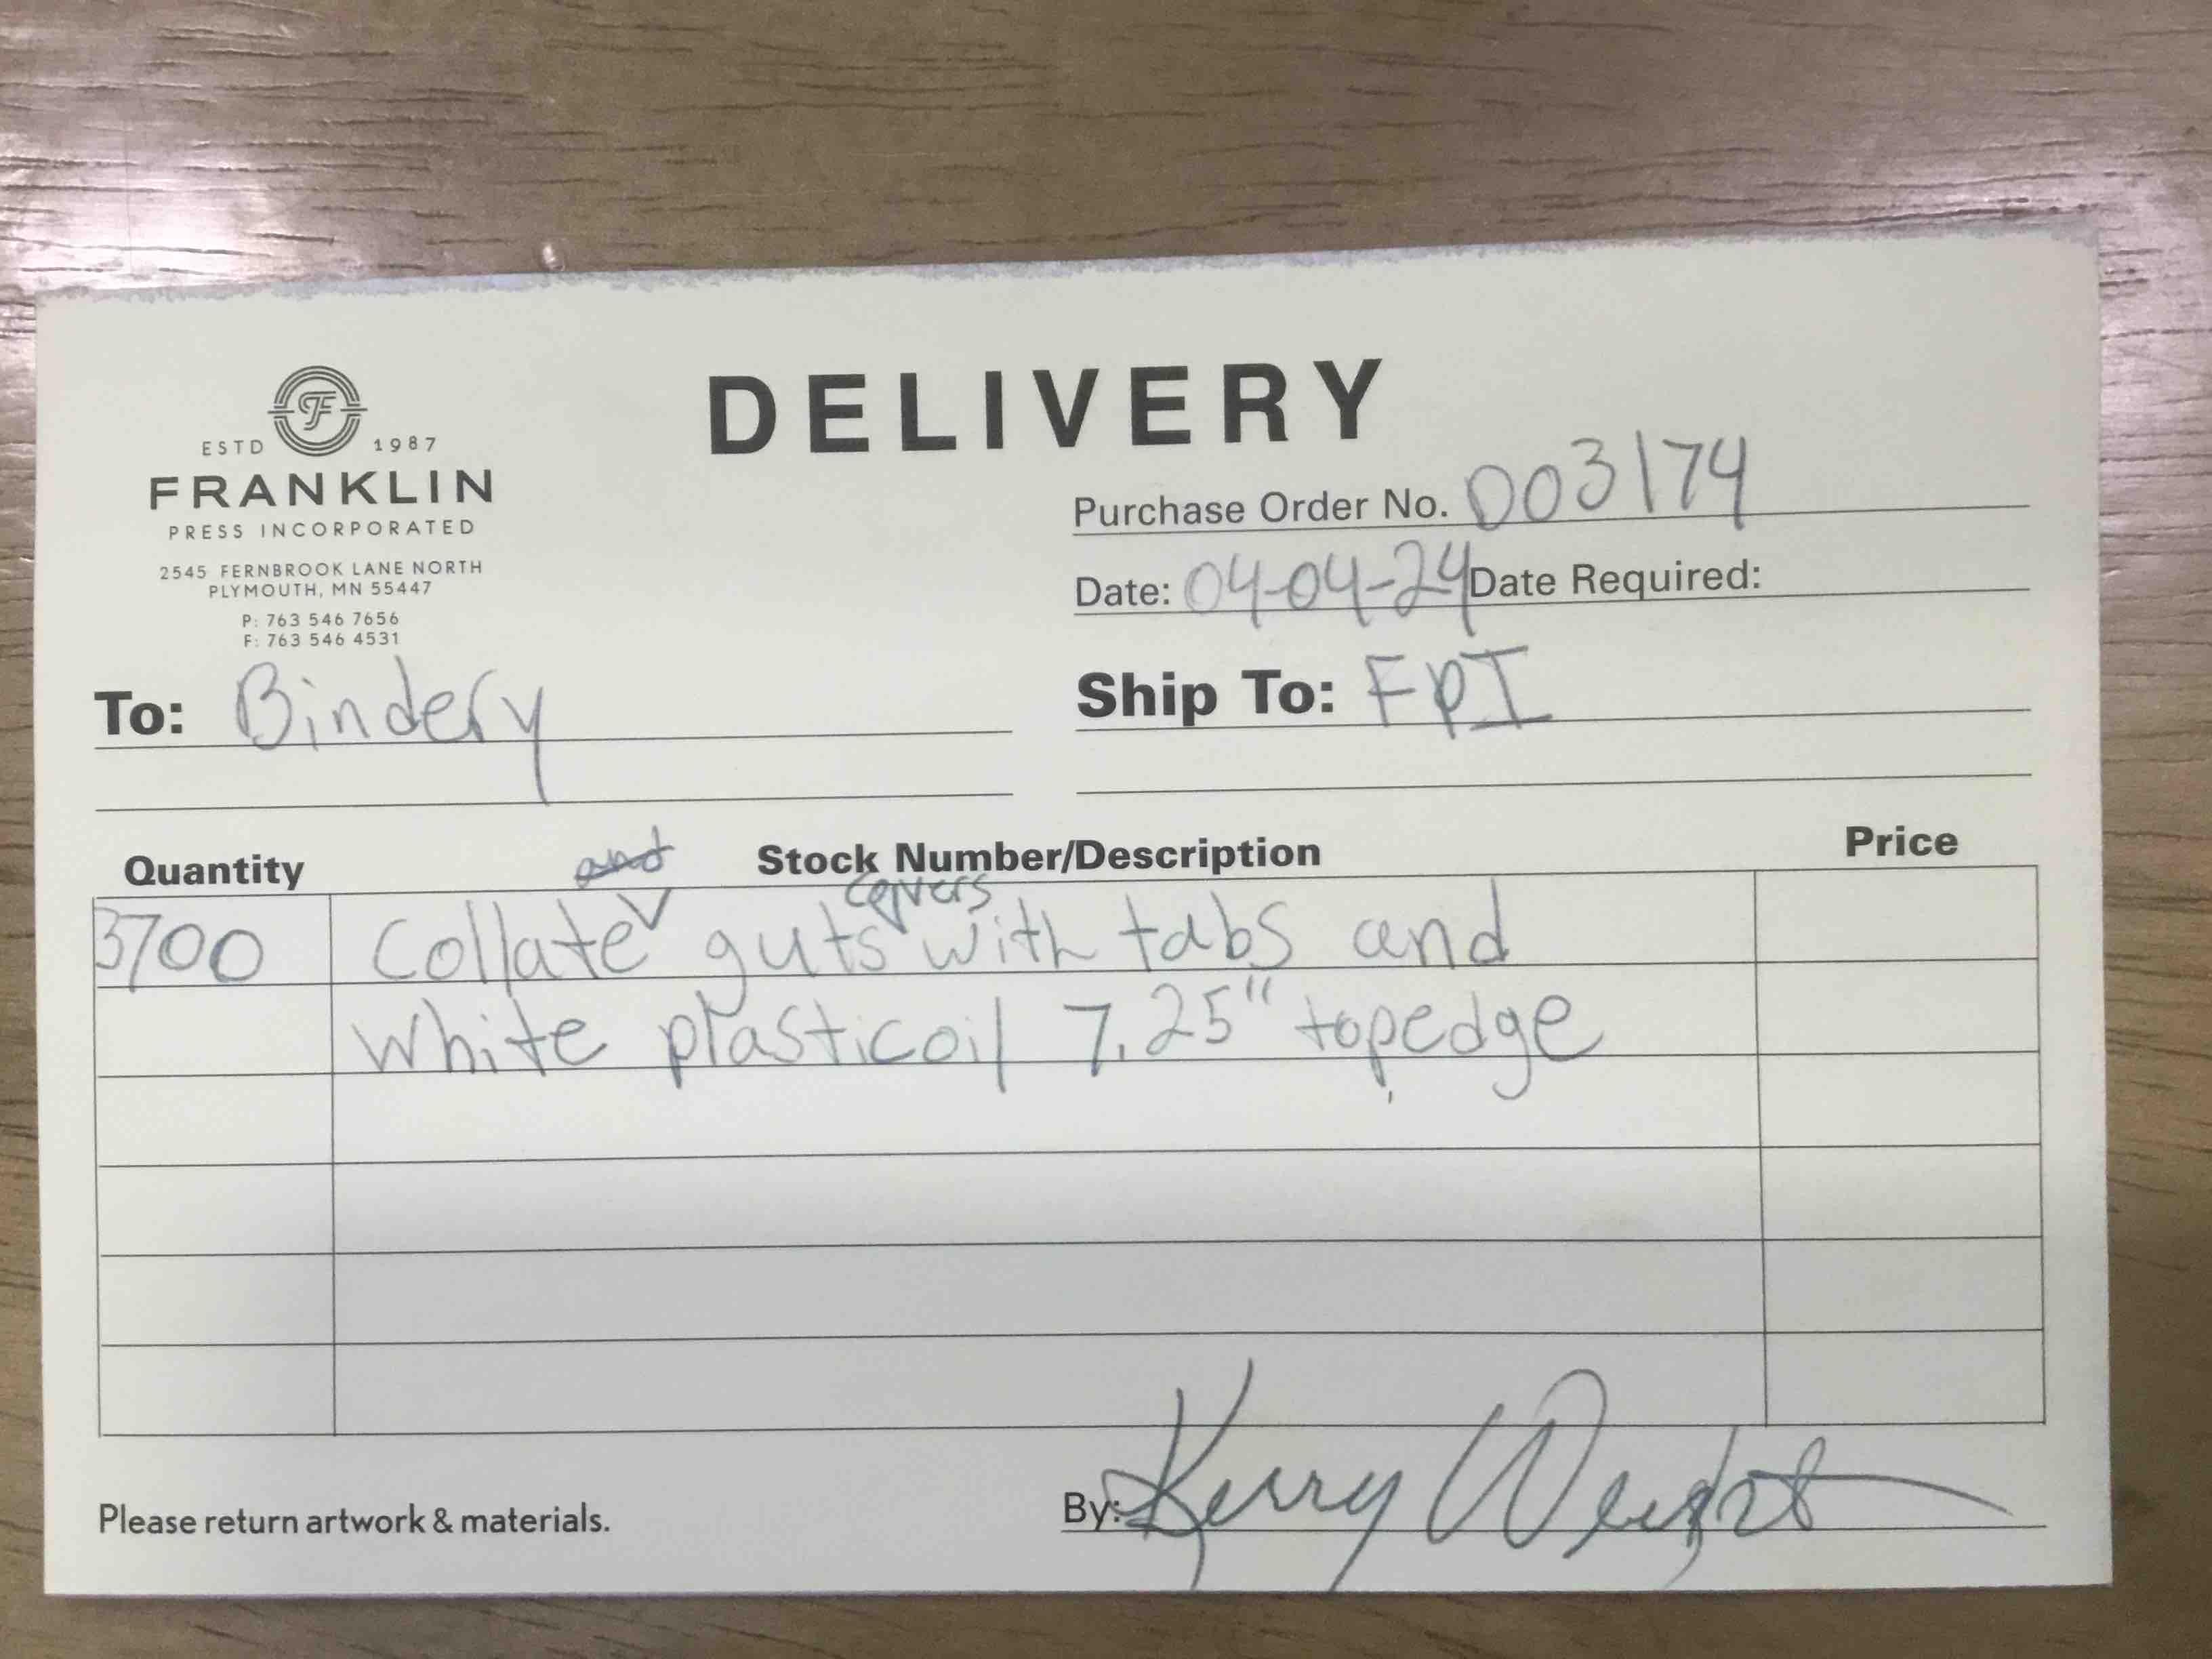 DELIVERY
ESTD F 1987
FRANKLIN
PRESS INCORPORATED
2545 FERNBROOK LANE NORTH
PLYMOUTH, MN 55447
P: 763 546 7656
F: 763 546 4531
Purchase Order No. D03174
Date: 04-04-24 Date Required:
To: Bindery
Ship To: FPI
Quantity Stock Number/Description Price
and covers
3700 Collate guts with tabs and
white plasticoil 7.25" topedge
Please return artwork & materials.
By: Kerry